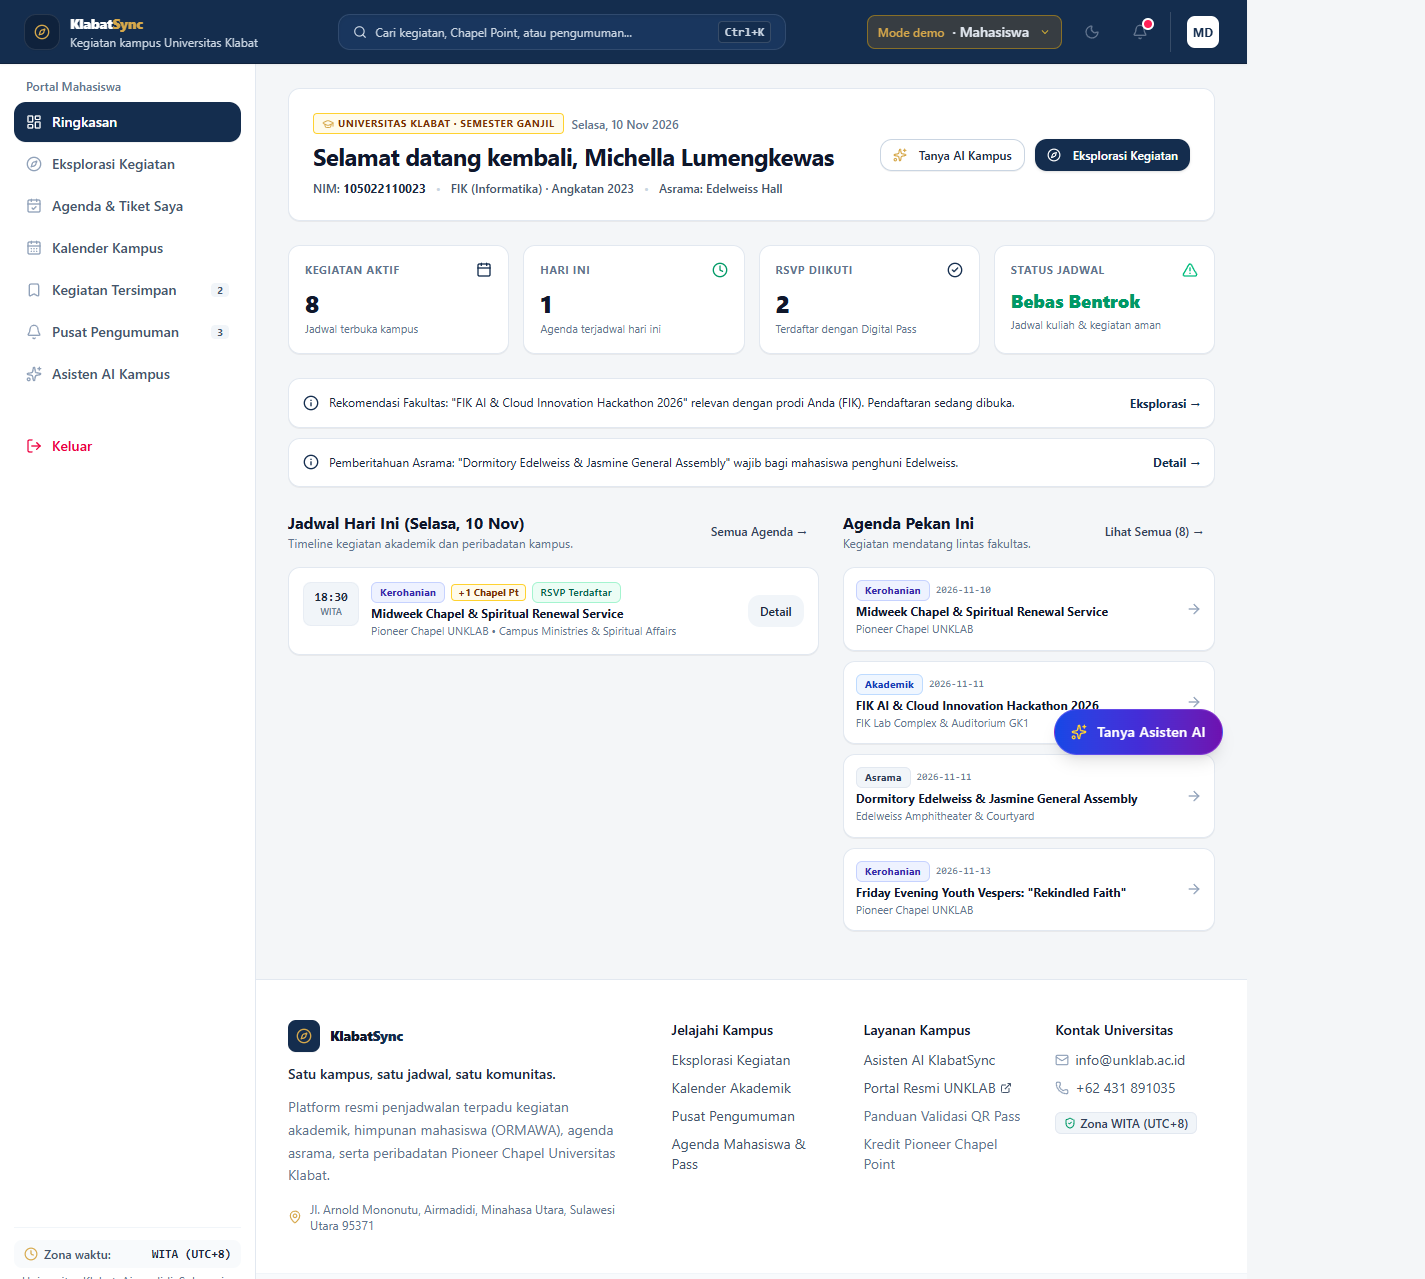 KlabatSync
Kegiatan kampus Universitas Klabat
Cari kegiatan, Chapel Point, atau pengumuman...
Ctrl+K
Mode demo · Mahasiswa
MD
Portal Mahasiswa
Ringkasan
Eksplorasi Kegiatan
Agenda & Tiket Saya
Kalender Kampus
Kegiatan Tersimpan 2
Pusat Pengumuman 3
Asisten AI Kampus
Keluar
Zona waktu: WITA (UTC+8)
UNIVERSITAS KLABAT · SEMESTER GANJIL
Selasa, 10 Nov 2026
Selamat datang kembali, Michella Lumengkewas
NIM: 105022110023 • FIK (Informatika) · Angkatan 2023 • Asrama: Edelweiss Hall
Tanya AI Kampus
Eksplorasi Kegiatan
KEGIATAN AKTIF
8
Jadwal terbuka kampus
HARI INI
1
Agenda terjadwal hari ini
RSVP DIIKUTI
2
Terdaftar dengan Digital Pass
STATUS JADWAL
Bebas Bentrok
Jadwal kuliah & kegiatan aman
Rekomendasi Fakultas: "FIK AI & Cloud Innovation Hackathon 2026" relevan dengan prodi Anda (FIK). Pendaftaran sedang dibuka.
Eksplorasi →
Pemberitahuan Asrama: "Dormitory Edelweiss & Jasmine General Assembly" wajib bagi mahasiswa penghuni Edelweiss.
Detail →
Jadwal Hari Ini (Selasa, 10 Nov)
Timeline kegiatan akademik dan peribadatan kampus.
Semua Agenda →
18:30
WITA
Kerohanian
+1 Chapel Pt
RSVP Terdaftar
Midweek Chapel & Spiritual Renewal Service
Pioneer Chapel UNKLAB • Campus Ministries & Spiritual Affairs
Detail
Agenda Pekan Ini
Kegiatan mendatang lintas fakultas.
Lihat Semua (8) →
Kerohanian 2026-11-10
Midweek Chapel & Spiritual Renewal Service
Pioneer Chapel UNKLAB
Akademik 2026-11-11
FIK AI & Cloud Innovation Hackathon 2026
FIK Lab Complex & Auditorium GK1
Tanya Asisten AI
Asrama 2026-11-11
Dormitory Edelweiss & Jasmine General Assembly
Edelweiss Amphitheater & Courtyard
Kerohanian 2026-11-13
Friday Evening Youth Vespers: "Rekindled Faith"
Pioneer Chapel UNKLAB
KlabatSync
Satu kampus, satu jadwal, satu komunitas.
Platform resmi penjadwalan terpadu kegiatan
akademik, himpunan mahasiswa (ORMAWA), agenda
asrama, serta peribadatan Pioneer Chapel Universitas
Klabat.
Jl. Arnold Mononutu, Airmadidi, Minahasa Utara, Sulawesi
Utara 95371
Jelajahi Kampus
Eksplorasi Kegiatan
Kalender Akademik
Pusat Pengumuman
Agenda Mahasiswa &
Pass
Layanan Kampus
Asisten AI KlabatSync
Portal Resmi UNKLAB
Panduan Validasi QR Pass
Kredit Pioneer Chapel
Point
Kontak Universitas
info@unklab.ac.id
+62 431 891035
Zona WITA (UTC+8)